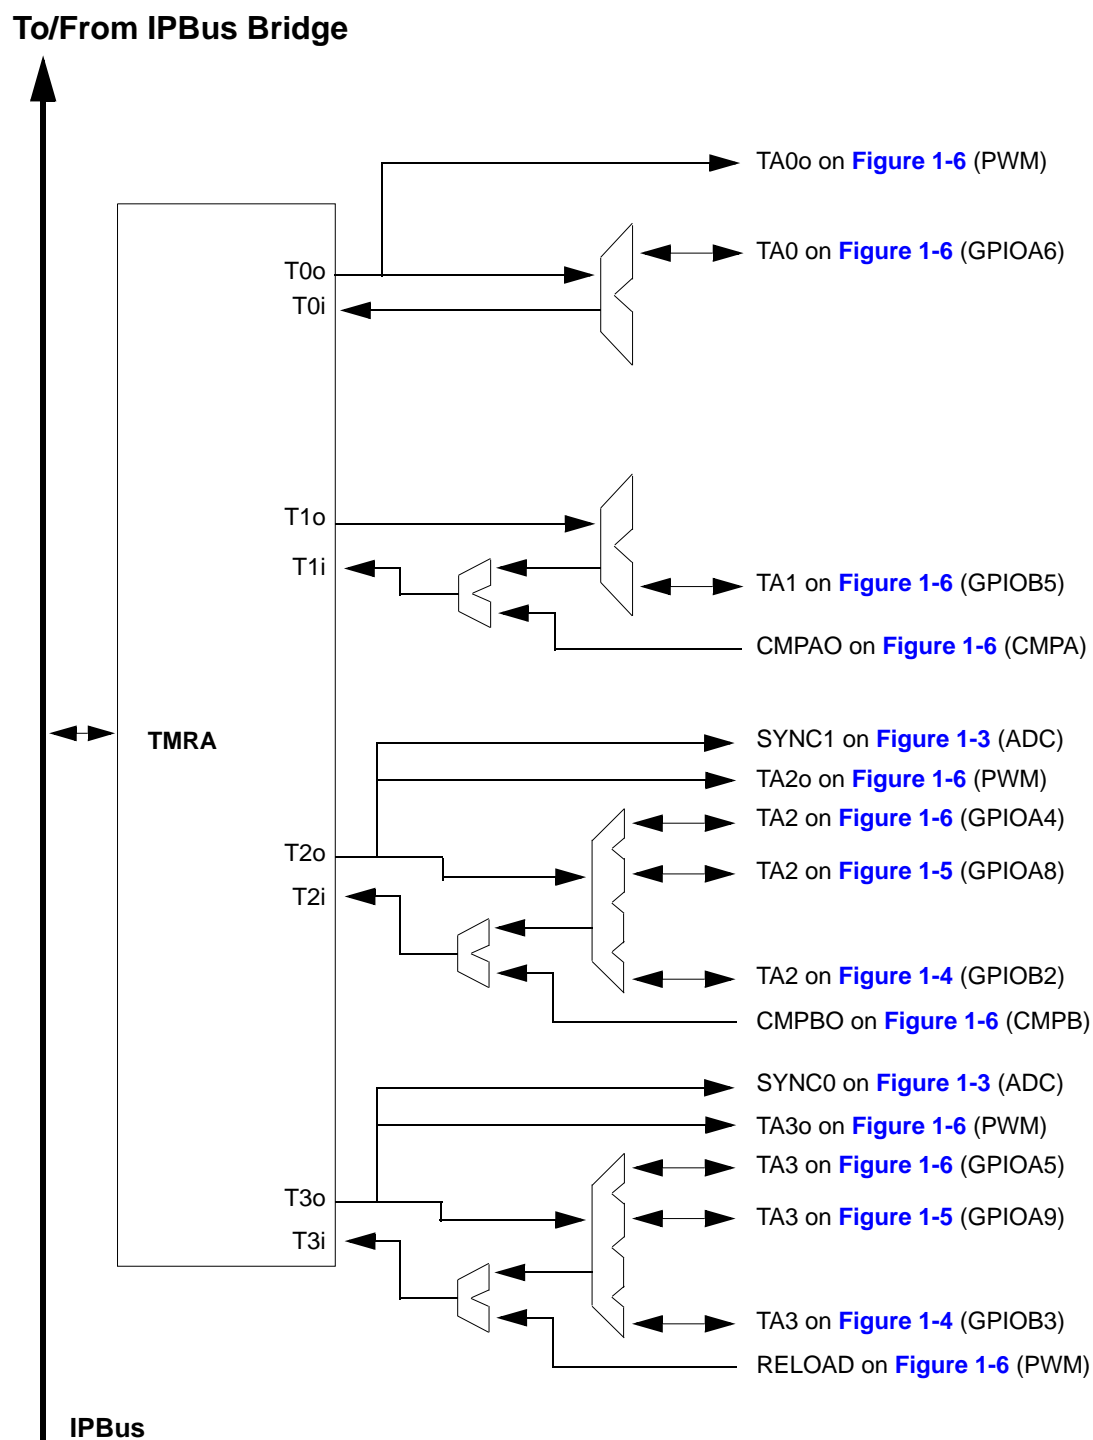 To/From IPBus Bridge
TA0o on Figure 1-6 (PWM)
TA0 on Figure 1-6 (GPIOA6)
T0o
T0i
T1o
T1i
TA1 on Figure 1-6 (GPIOB5)
CMPAO on Figure 1-6 (CMPA)
TMRA
SYNC1 on Figure 1-3 (ADC)
TA2o on Figure 1-6 (PWM)
TA2 on Figure 1-6 (GPIOA4)
T2o
TA2 on Figure 1-5 (GPIOA8)
T2i
TA2 on Figure 1-4 (GPIOB2)
CMPBO on Figure 1-6 (CMPB)
SYNC0 on Figure 1-3 (ADC)
TA3o on Figure 1-6 (PWM)
TA3 on Figure 1-6 (GPIOA5)
T3o
TA3 on Figure 1-5 (GPIOA9)
T3i
TA3 on Figure 1-4 (GPIOB3)
RELOAD on Figure 1-6 (PWM)
IPBus